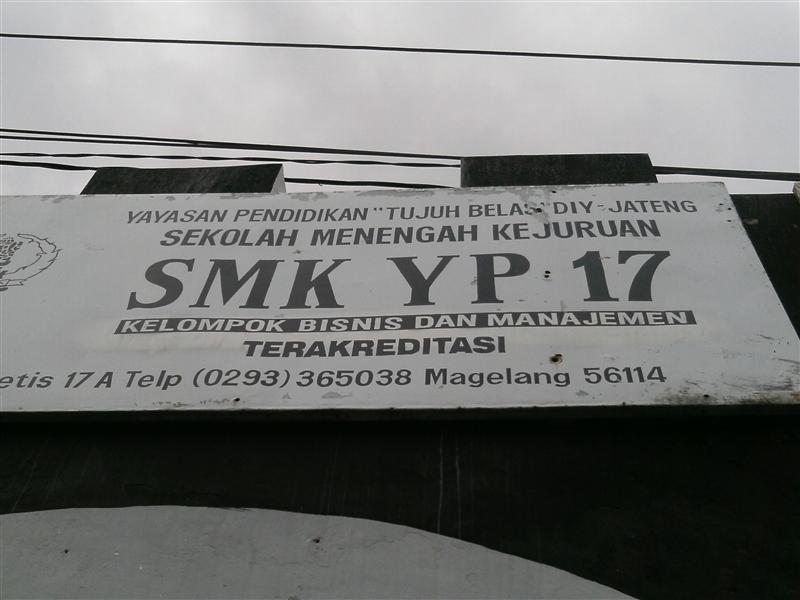 YAYASAN PENDIDIKAN "TUJUH BELAS" DIY-JATENG
SEKOLAH MENENGAH KEJURUAN
SMK YP 17
KELOMPOK BISNIS DAN MANAJEMEN
TERAKREDITASI
etis 17 A Telp (0293) 365038 Magelang 56114